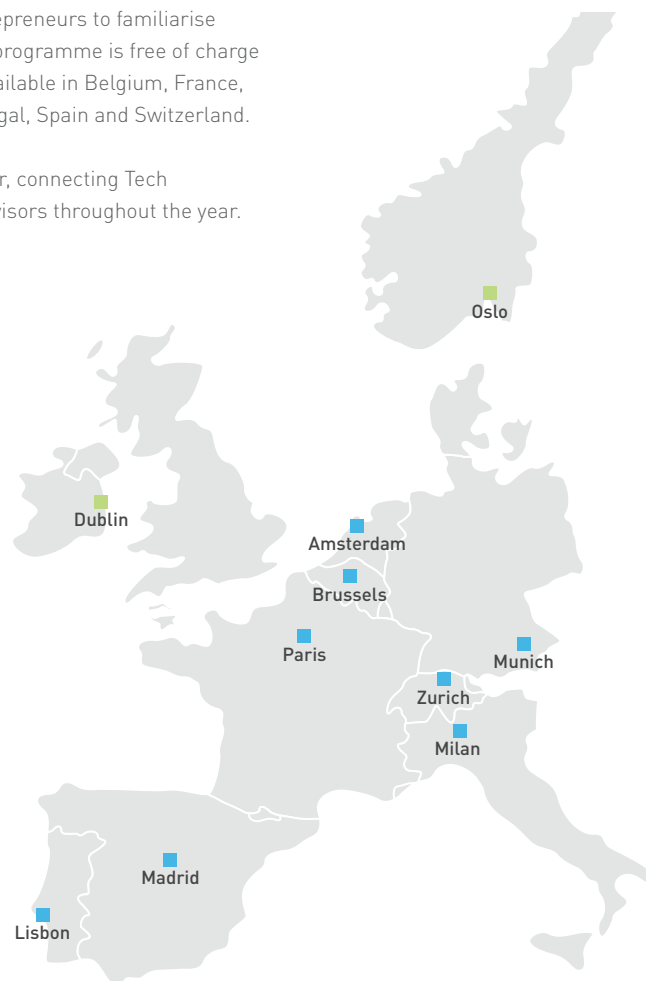 epreneurs to familiarise
programme is free of charge
ailable in Belgium, France,
gal, Spain and Switzerland.
r, connecting Tech
visors throughout the year.
Oslo
Dublin
Amsterdam
Brussels
Paris
Munich
Zurich
Milan
Madrid
Lisbon